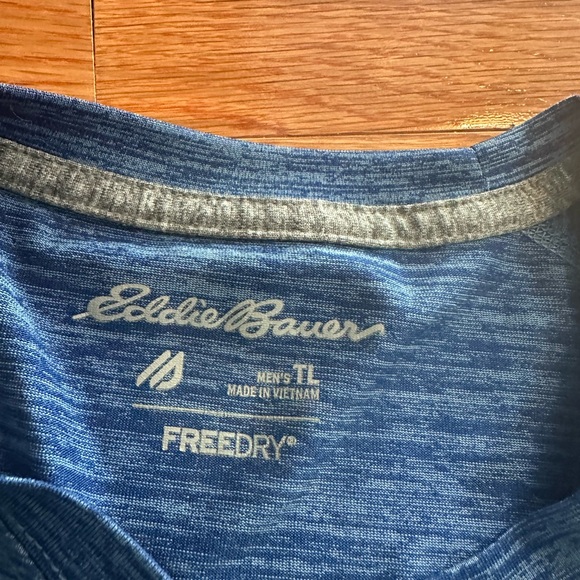 Eddie Bauer
MEN'S TL
MADE IN VIETNAM
FREEDRY®